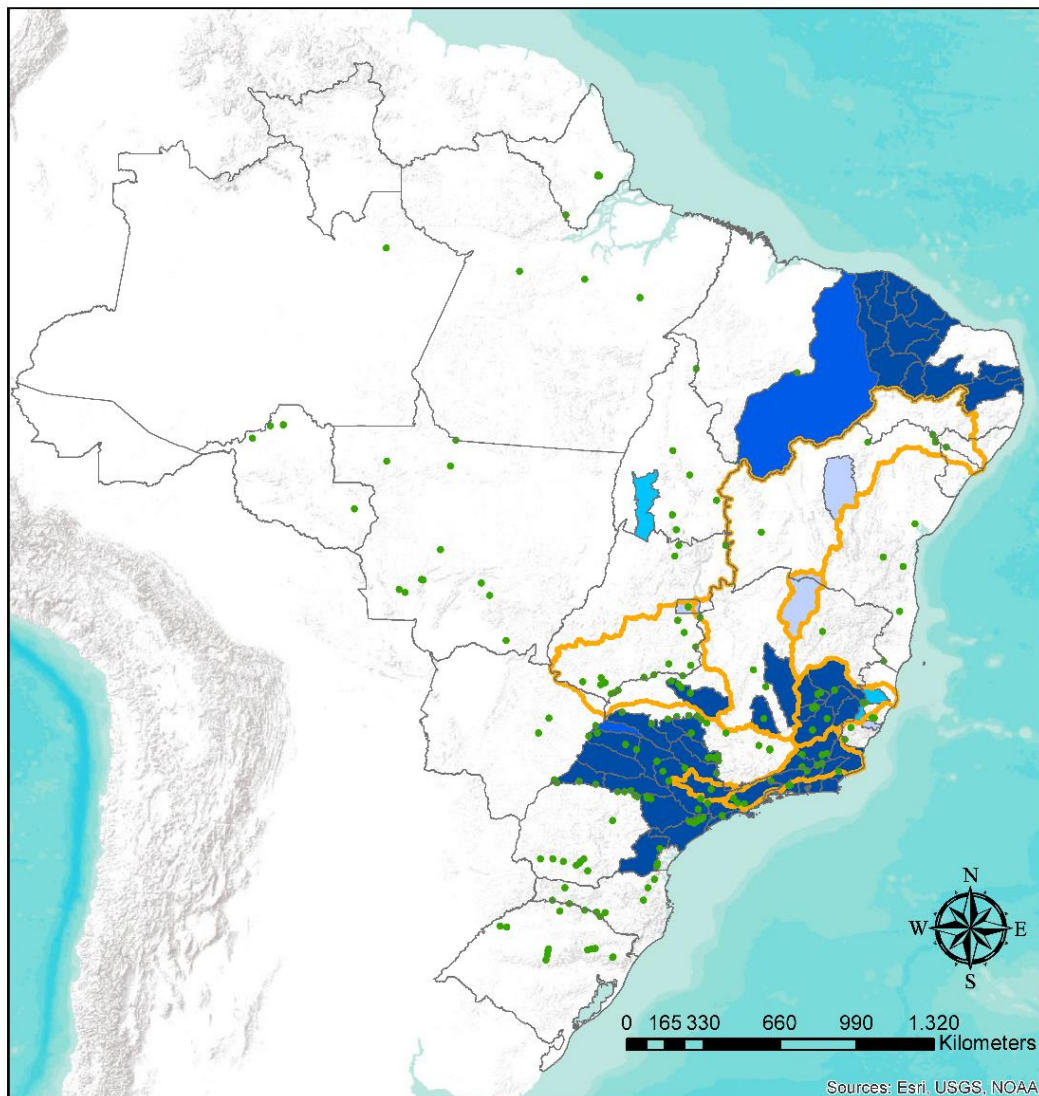 N
W E
S
0 165 330 660 990 1.320
Kilometers
Sources: Esri, USGS, NOAA